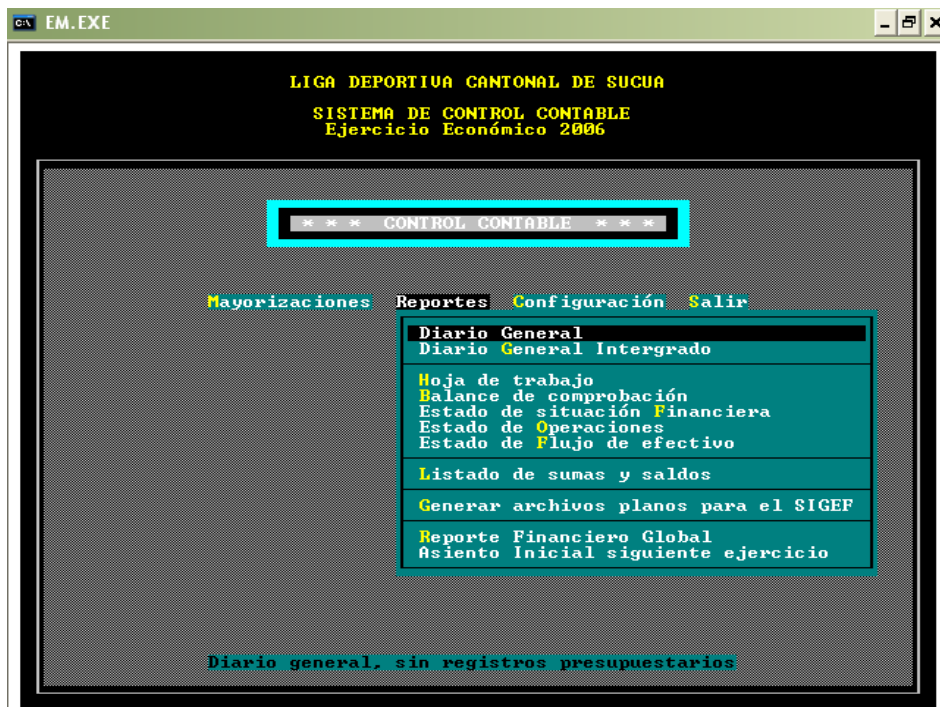 EM.EXE
LIGA DEPORTIVA CANTONAL DE SUCUA
SISTEMA DE CONTROL CONTABLE
Ejercicio Económico 2006
* * * CONTROL CONTABLE * * *
Mayorizaciones Reportes Configuración Salir
Diario General
Diario General Intergrado
Hoja de trabajo
Balance de comprobación
Estado de situación Financiera
Estado de Operaciones
Estado de Flujo de efectivo
Listado de sumas y saldos
Generar archivos planos para el SIGEF
Reporte Financiero Global
Asiento Inicial siguiente ejercicio
Diario general, sin registros presupuestarios